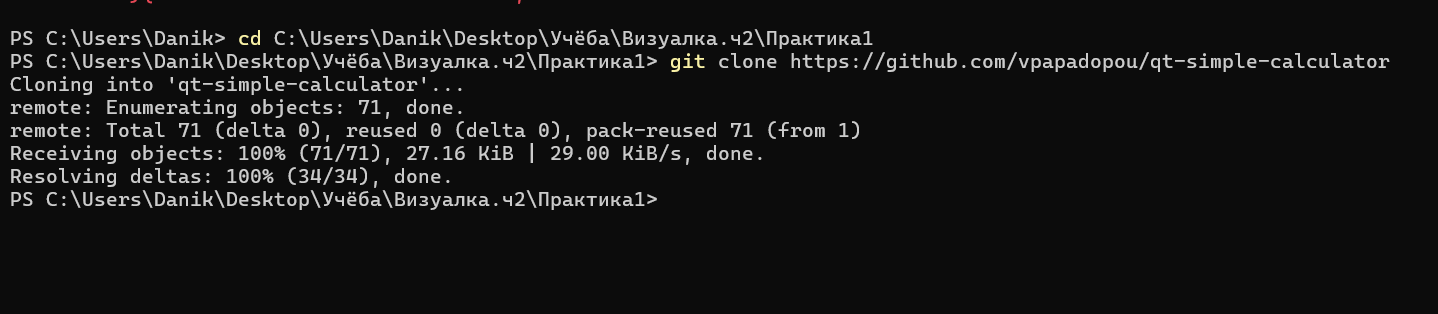 PS C:\Users\Danik> cd C:\Users\Danik\Desktop\Учёба\Визуалка.ч2\Практика1
PS C:\Users\Danik\Desktop\Учёба\Визуалка.ч2\Практика1> git clone https://github.com/vpapadopou/qt-simple-calculator
Cloning into 'qt-simple-calculator'...
remote: Enumerating objects: 71, done.
remote: Total 71 (delta 0), reused 0 (delta 0), pack-reused 71 (from 1)
Receiving objects: 100% (71/71), 27.16 KiB | 29.00 KiB/s, done.
Resolving deltas: 100% (34/34), done.
PS C:\Users\Danik\Desktop\Учёба\Визуалка.ч2\Практика1>